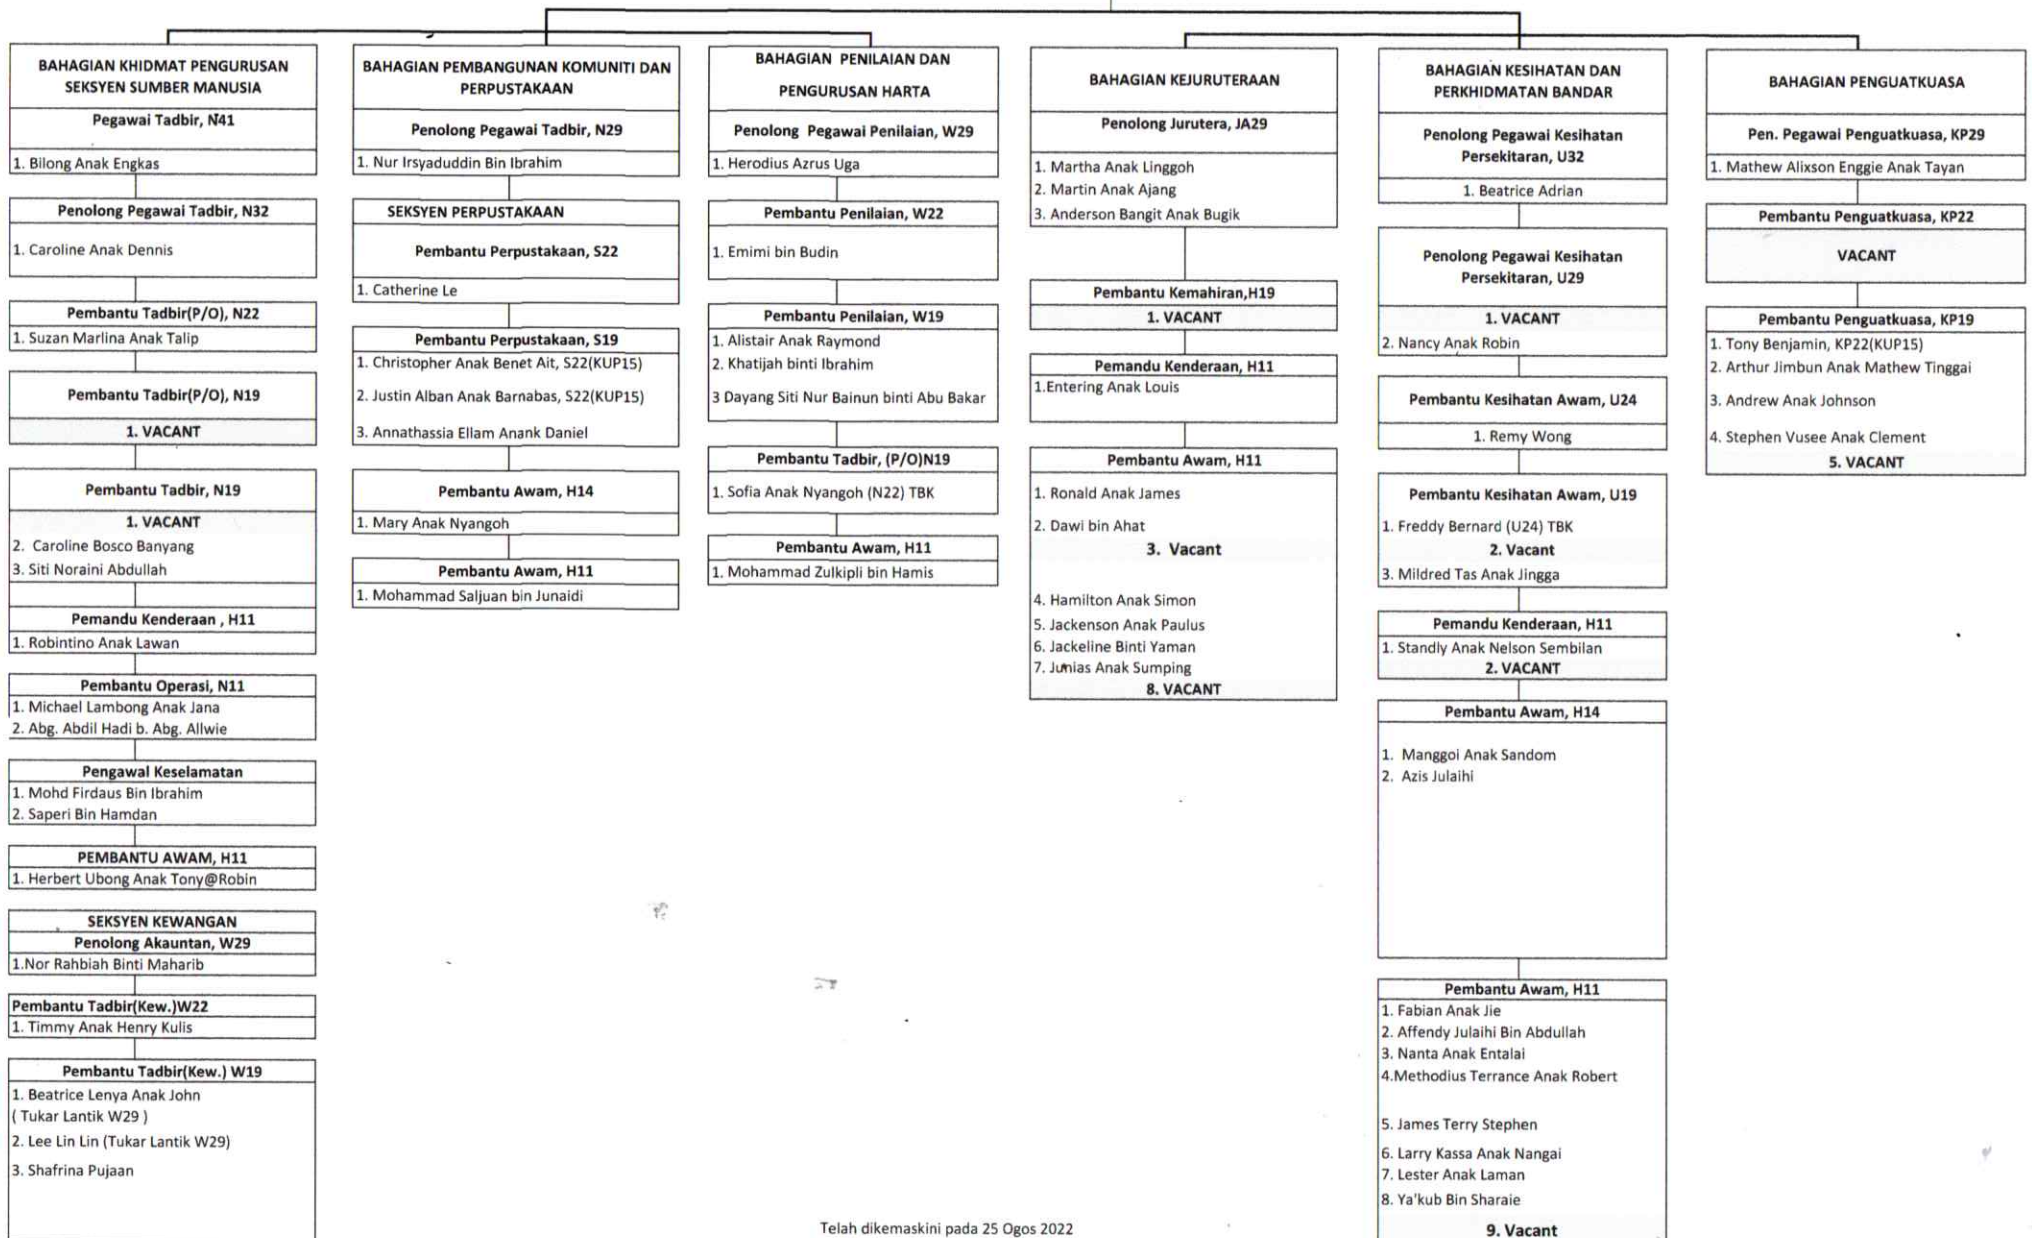 BAHAGIAN KHIDMAT PENGURUSAN
SEKSYEN SUMBER MANUSIA
Pegawai Tadbir, N41
1. Bilong Anak Engkas
Penolong Pegawai Tadbir, N32
1. Caroline Anak Dennis
Pembantu Tadbir(P/O), N22
1. Suzan Marlina Anak Talip
Pembantu Tadbir(P/O), N19
1. VACANT
Pembantu Tadbir, N19
1. VACANT
2. Caroline Bosco Banyang
3. Siti Noraini Abdullah
Pemandu Kenderaan , H11
1. Robintino Anak Lawan
Pembantu Operasi, N11
1. Michael Lambong Anak Jana
2. Abg. Abdil Hadi b. Abg. Allwie
Pengawal Keselamatan
1. Mohd Firdaus Bin Ibrahim
2. Saperi Bin Hamdan
PEMBANTU AWAM, H11
1. Herbert Ubong Anak Tony@Robin
SEKSYEN KEWANGAN
Penolong Akauntan, W29
1.Nor Rahbiah Binti Maharib
Pembantu Tadbir(Kew.)W22
1. Timmy Anak Henry Kulis
Pembantu Tadbir(Kew.) W19
1. Beatrice Lenya Anak John
( Tukar Lantik W29 )
2. Lee Lin Lin (Tukar Lantik W29)
3. Shafrina Pujaan
BAHAGIAN PEMBANGUNAN KOMUNITI DAN
PERPUSTAKAAN
Penolong Pegawai Tadbir, N29
1. Nur Irsyaduddin Bin Ibrahim
SEKSYEN PERPUSTAKAAN
Pembantu Perpustakaan, S22
1. Catherine Le
Pembantu Perpustakaan, S19
1. Christopher Anak Benet Ait, S22(KUP15)
2. Justin Alban Anak Barnabas, S22(KUP15)
3. Annathassia Ellam Anank Daniel
Pembantu Awam, H14
1. Mary Anak Nyangoh
Pembantu Awam, H11
1. Mohammad Saljuan bin Junaidi
BAHAGIAN PENILAIAN DAN
PENGURUSAN HARTA
Penolong Pegawai Penilaian, W29
1. Herodius Azrus Uga
Pembantu Penilaian, W22
1. Emimi bin Budin
Pembantu Penilaian, W19
1. Alistair Anak Raymond
2. Khatijah binti Ibrahim
3 Dayang Siti Nur Bainun binti Abu Bakar
Pembantu Tadbir, (P/O)N19
1. Sofia Anak Nyangoh (N22) TBK
Pembantu Awam, H11
1. Mohammad Zulkipli bin Hamis
BAHAGIAN KEJURUTERAAN
Penolong Jurutera, JA29
1. Martha Anak Linggoh
2. Martin Anak Ajang
3. Anderson Bangit Anak Bugik
Pembantu Kemahiran,H19
1. VACANT
Pemandu Kenderaan, H11
1.Entering Anak Louis
Pembantu Awam, H11
1. Ronald Anak James
2. Dawi bin Ahat
3. Vacant
4. Hamilton Anak Simon
5. Jackenson Anak Paulus
6. Jackeline Binti Yaman
7. Junias Anak Sumping
8. VACANT
BAHAGIAN KESIHATAN DAN
PERKHIDMATAN BANDAR
Penolong Pegawai Kesihatan
Persekitaran, U32
1. Beatrice Adrian
Penolong Pegawai Kesihatan
Persekitaran, U29
1. VACANT
2. Nancy Anak Robin
Pembantu Kesihatan Awam, U24
1. Remy Wong
Pembantu Kesihatan Awam, U19
1. Freddy Bernard (U24) TBK
2. Vacant
3. Mildred Tas Anak Jingga
Pemandu Kenderaan, H11
1. Standly Anak Nelson Sembilan
2. VACANT
Pembantu Awam, H14
1. Manggoi Anak Sandom
2. Azis Julaihi
Pembantu Awam, H11
1. Fabian Anak Jie
2. Affendy Julaihi Bin Abdullah
3. Nanta Anak Entalai
4.Methodius Terrance Anak Robert
5. James Terry Stephen
6. Larry Kassa Anak Nangai
7. Lester Anak Laman
8. Ya'kub Bin Sharaie
9. Vacant
BAHAGIAN PENGUATKUASA
Pen. Pegawai Penguatkuasa, KP29
1. Mathew Alixson Enggie Anak Tayan
Pembantu Penguatkuasa, KP22
VACANT
Pembantu Penguatkuasa, KP19
1. Tony Benjamin, KP22(KUP15)
2. Arthur Jimbun Anak Mathew Tinggai
3. Andrew Anak Johnson
4. Stephen Vusee Anak Clement
5. VACANT
Telah dikemaskini pada 25 Ogos 2022